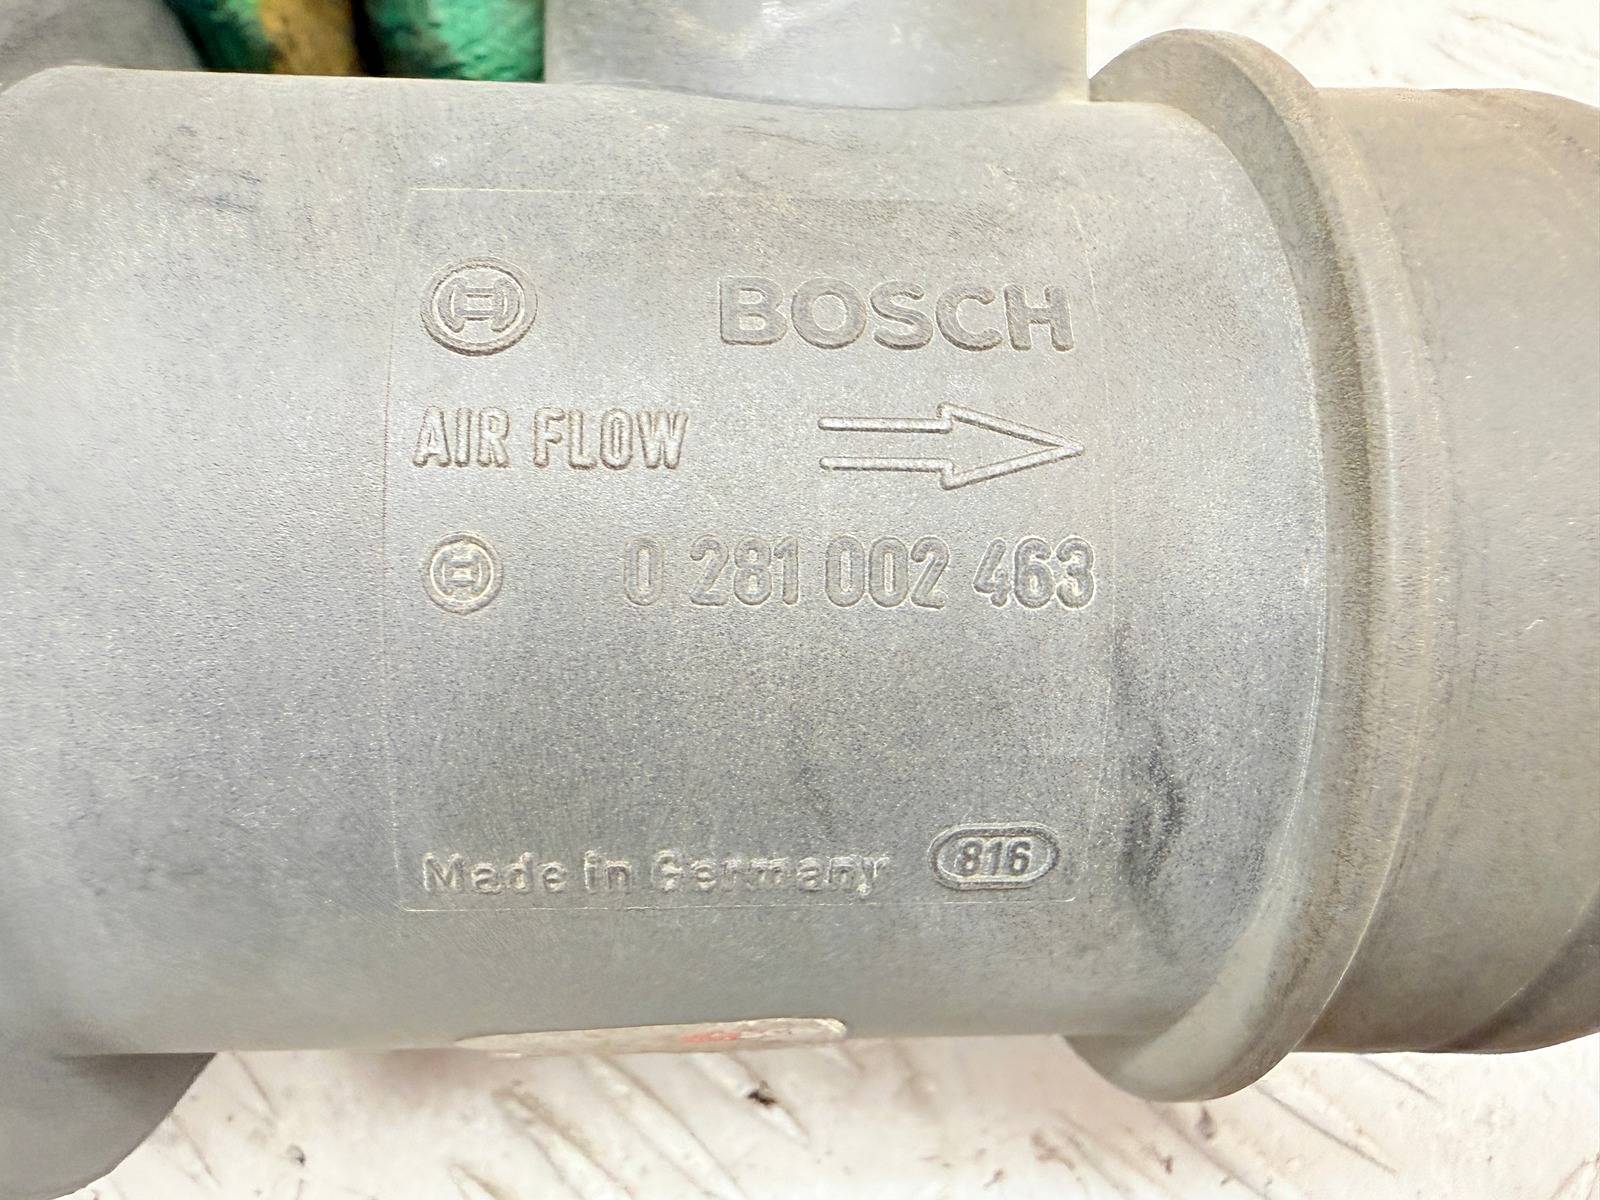 BOSCH
AIR FLOW
0 281 002 463
Made in Germany 816